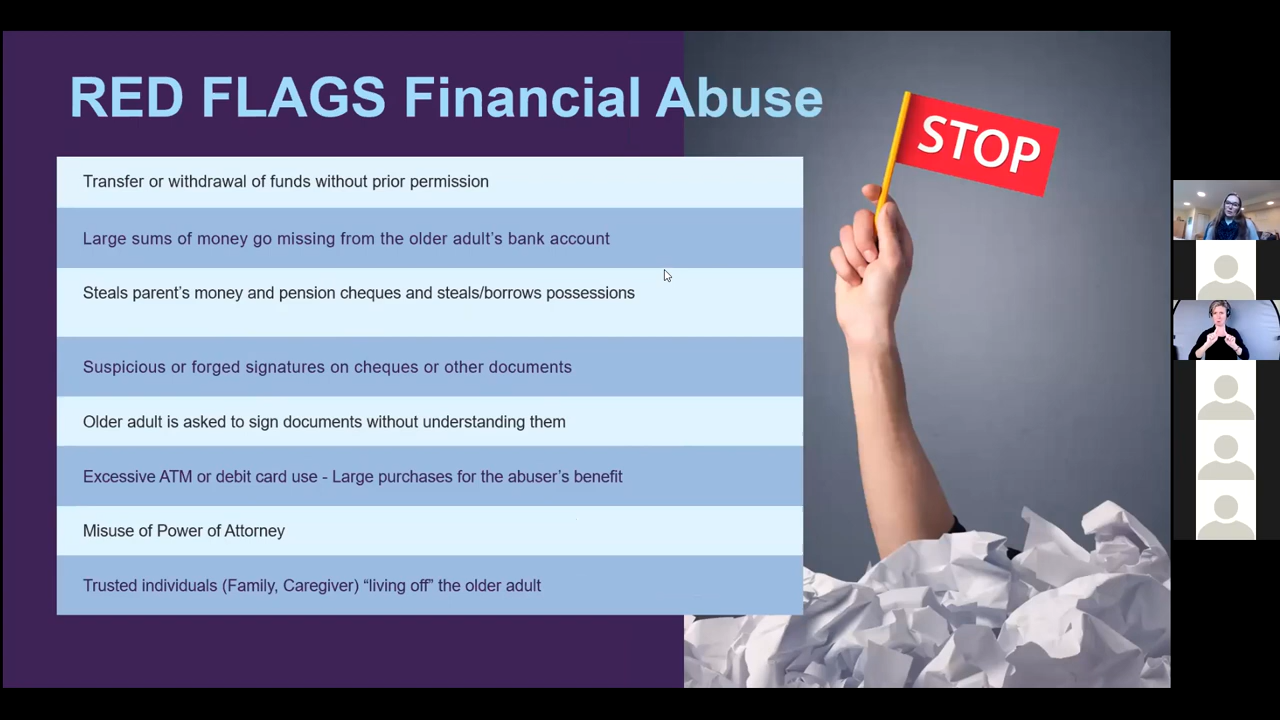 RED FLAGS Financial Abuse
STOP
Transfer or withdrawal of funds without prior permission
Large sums of money go missing from the older adult's bank account
Steals parent's money and pension cheques and steals/borrows possessions
Suspicious or forged signatures on cheques or other documents
Older adult is asked to sign documents without understanding them
Excessive ATM or debit card use - Large purchases for the abuser's benefit
Misuse of Power of Attorney
Trusted individuals (Family, Caregiver) “living off” the older adult